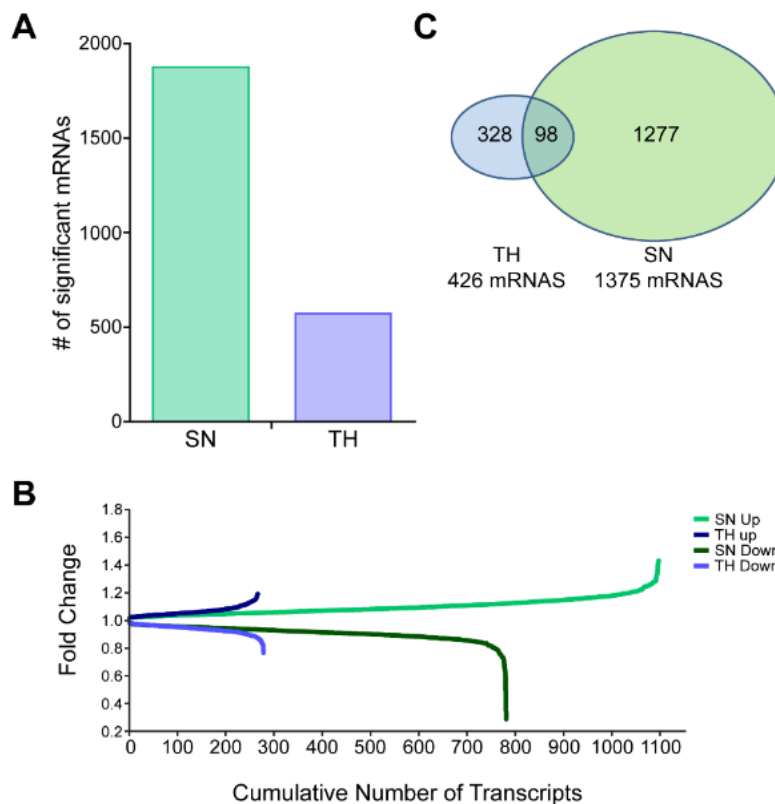 A
# of significant mRNAs
2000
1500
1000
500
0
SN TH
C
328 98 1277
TH SN
426 mRNAS 1375 mRNAS
B
Fold Change
1.8
1.6
1.4
1.2
1.0
0.8
0.6
0.4
0.2
0 100 200 300 400 500 600 700 800 900 1000 1100
Cumulative Number of Transcripts
SN Up
TH up
SN Down
TH Down